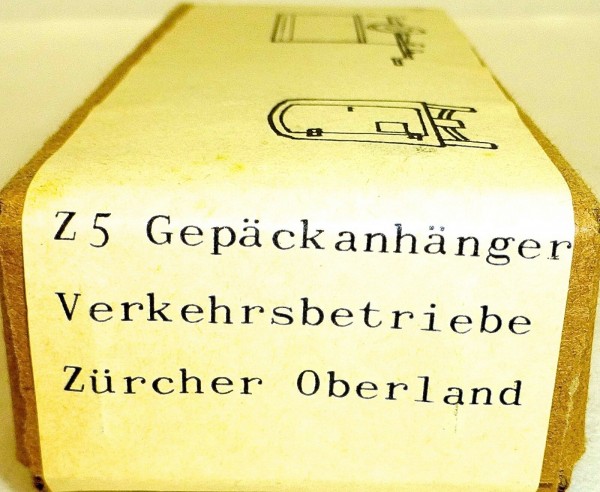 Z5 Gepäckanhänger
Verkehrsbetriebe
Zürcher Oberland